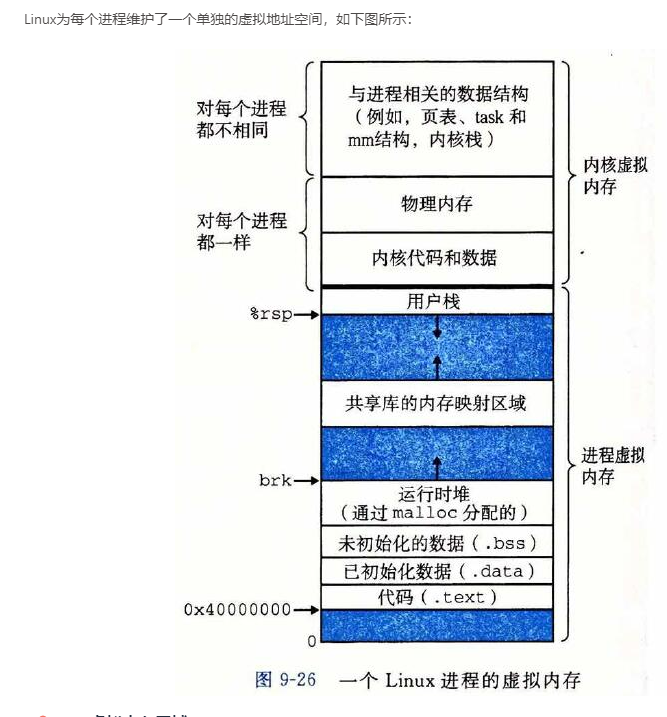 Linux为每个进程维护了一个单独的虚拟地址空间，如下图所示：
与进程相关的数据结构
对每个进程
都不相同
（例如，页表、task 和
mm结构，内核栈）
内核虚拟
内存
物理内存
对每个进程
都一样
内核代码和数据
用户栈
%rsp
共享库的内存映射区域
进程虚拟
内存
brk
运行时堆
（通过 malloc 分配的）
未初始化的数据（.bss）
已初始化数据（.data）
代码（.text）
0x40000000
0
图 9-26 一个 Linux 进程的虚拟内存